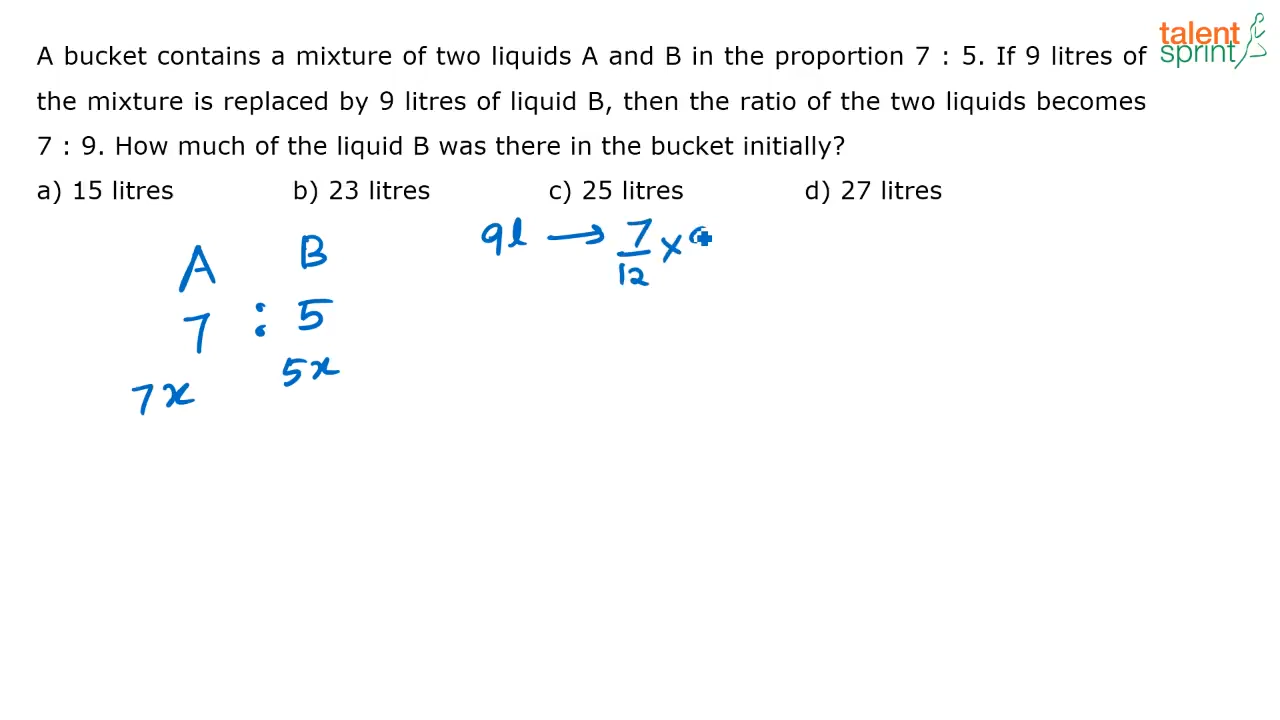 talent
sprint
A bucket contains a mixture of two liquids A and B in the proportion 7 : 5. If 9 litres of
the mixture is replaced by 9 litres of liquid B, then the ratio of the two liquids becomes
7 : 9. How much of the liquid B was there in the bucket initially?
a) 15 litres b) 23 litres c) 25 litres d) 27 litres
9l → 7/12 ×
A B
7 : 5
7x 5x